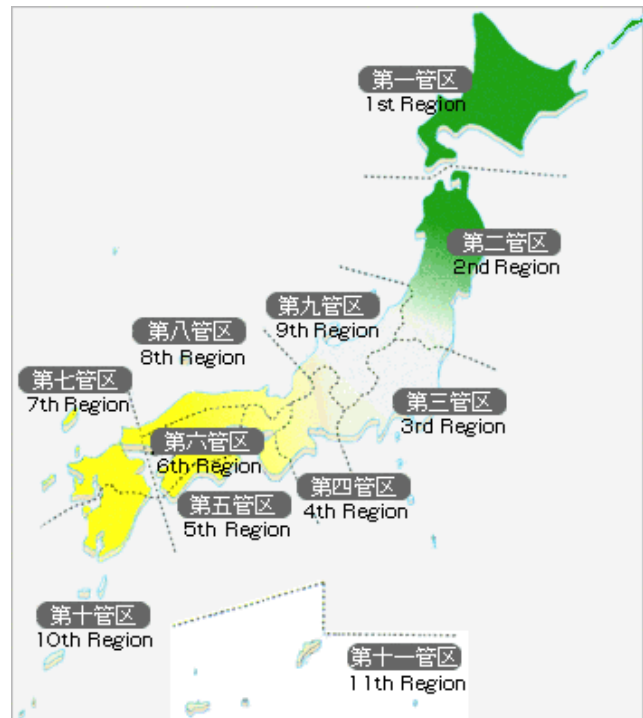 第一管区
1st Region
第二管区
2nd Region
第九管区
9th Region
第八管区
8th Region
第七管区
7th Region
第三管区
3rd Region
第六管区
6th Region
第四管区
4th Region
第五管区
5th Region
第十管区
10th Region
第十一管区
11th Region